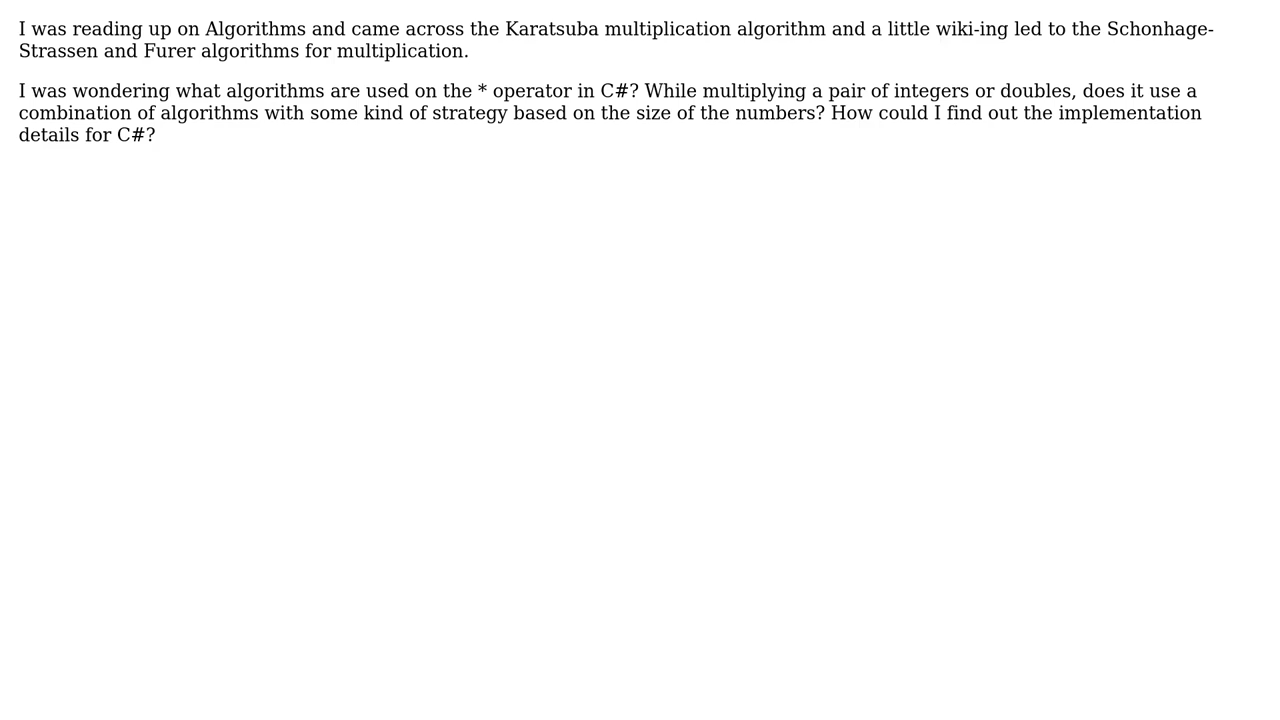 I was reading up on Algorithms and came across the Karatsuba multiplication algorithm and a little wiki-ing led to the Schonhage-
Strassen and Furer algorithms for multiplication.
I was wondering what algorithms are used on the * operator in C#? While multiplying a pair of integers or doubles, does it use a
combination of algorithms with some kind of strategy based on the size of the numbers? How could I find out the implementation
details for C#?